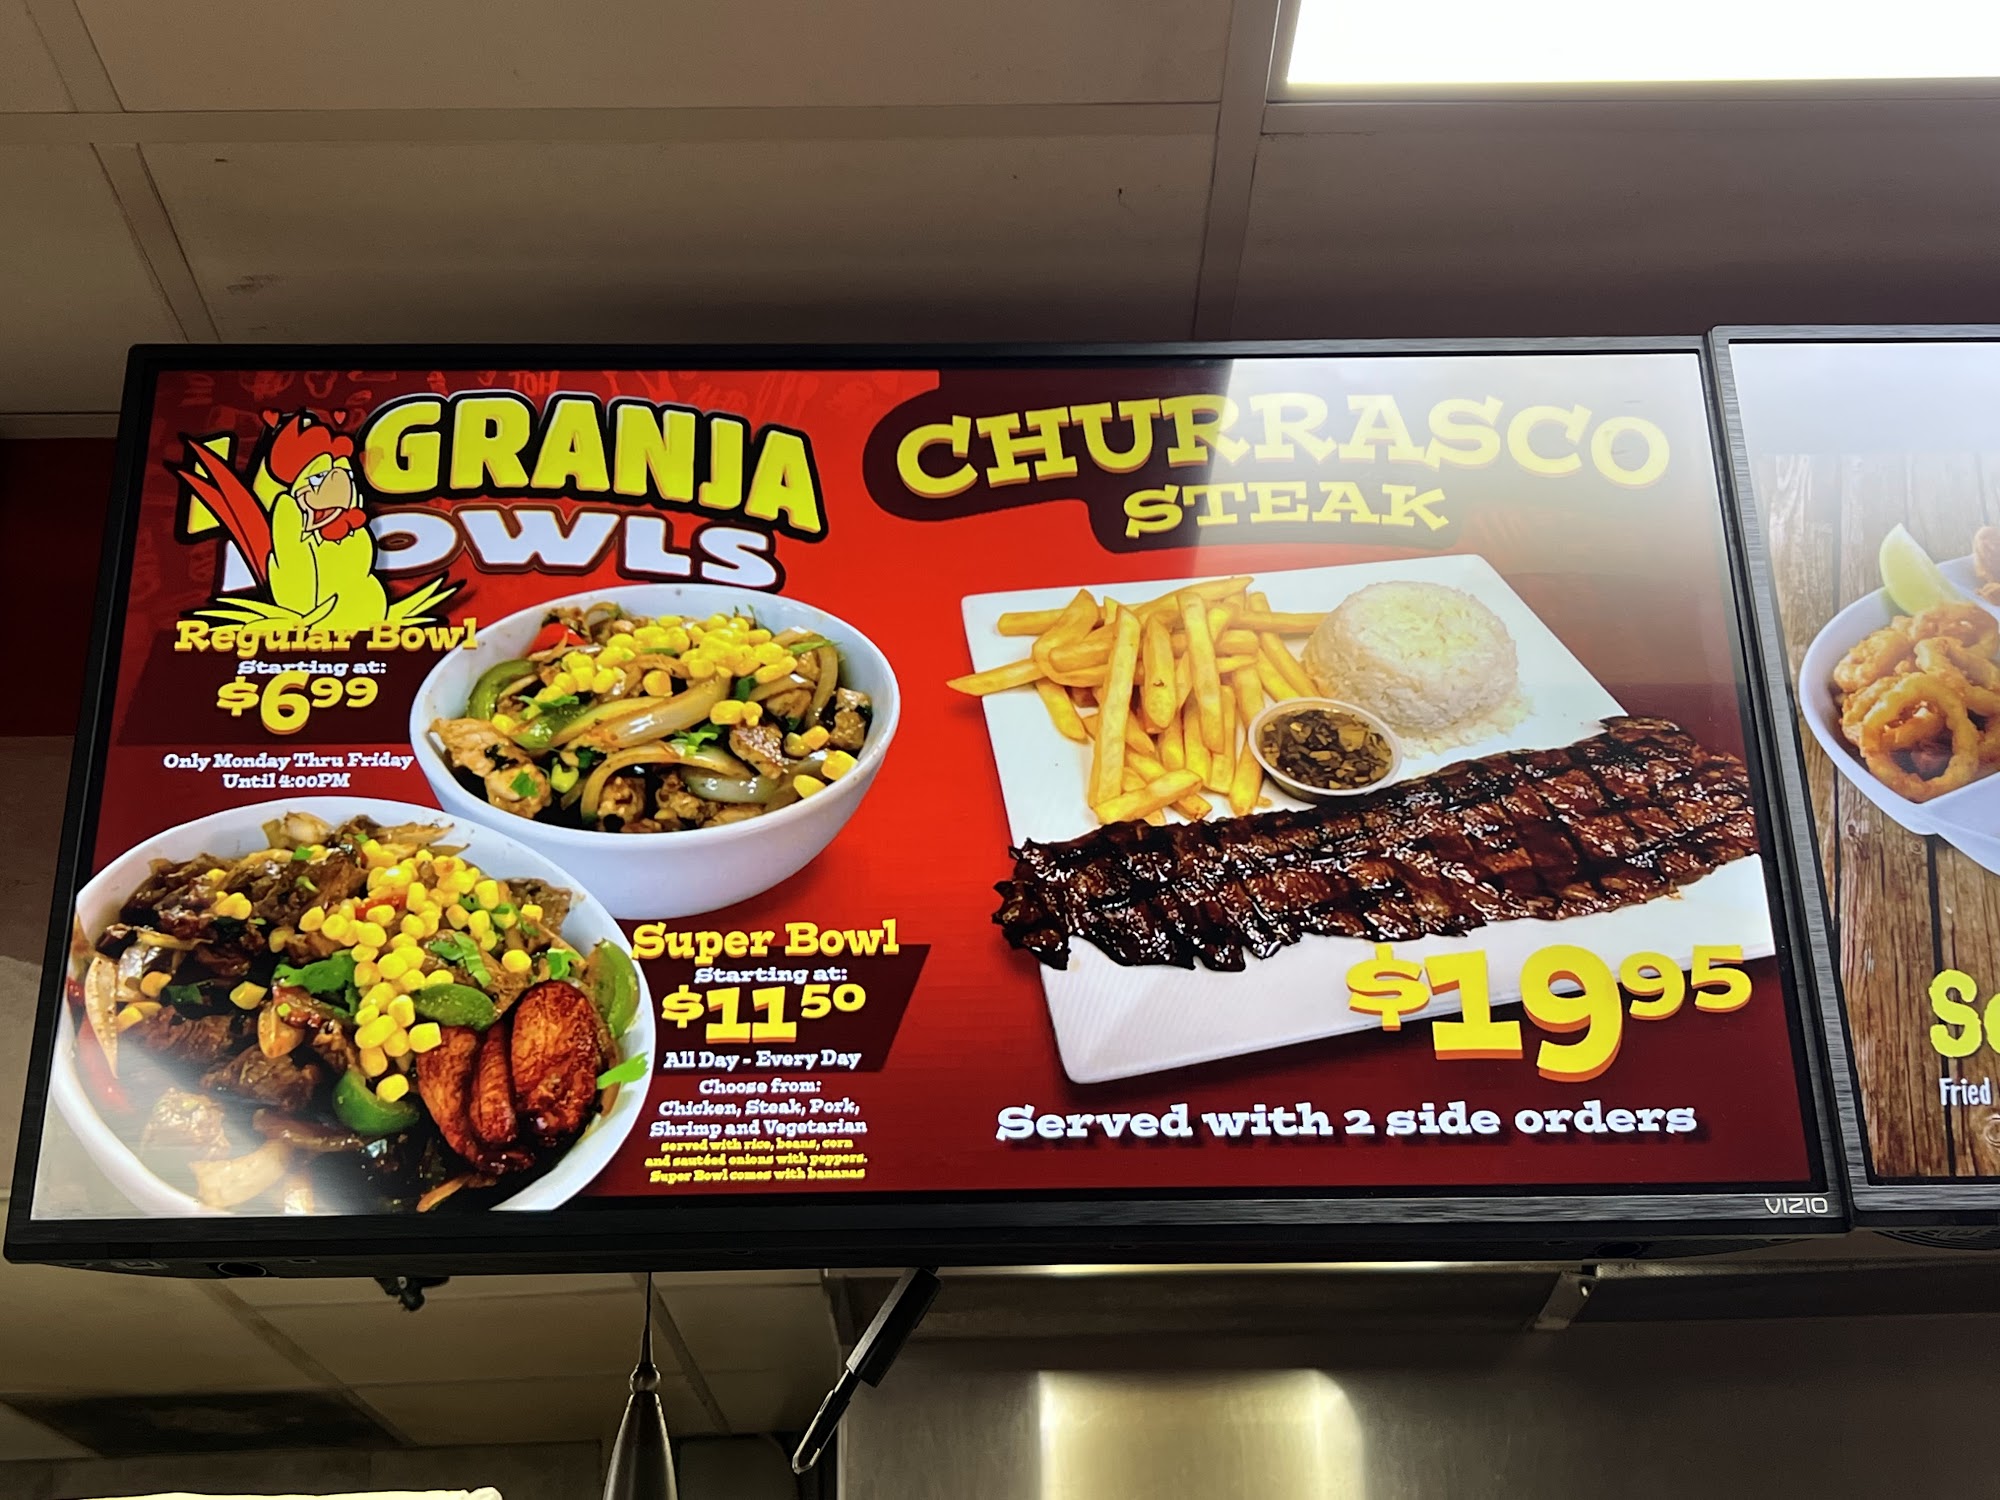 GRANJA
OWLS
Regular Bowl
Starting at:
$6.99
Only Monday Thru Friday
Until 4:00PM
Super Bowl
Starting at:
$11.50
All Day - Every Day
Choose from:
Chicken, Steak, Pork,
Shrimp and Vegetarian
served with rice, beans, corn
and sautéed onions with peppers.
Super Bowl comes with bananas
CHURRASCO
STEAK
$19.95
Served with 2 side orders
VIZIO
Fried